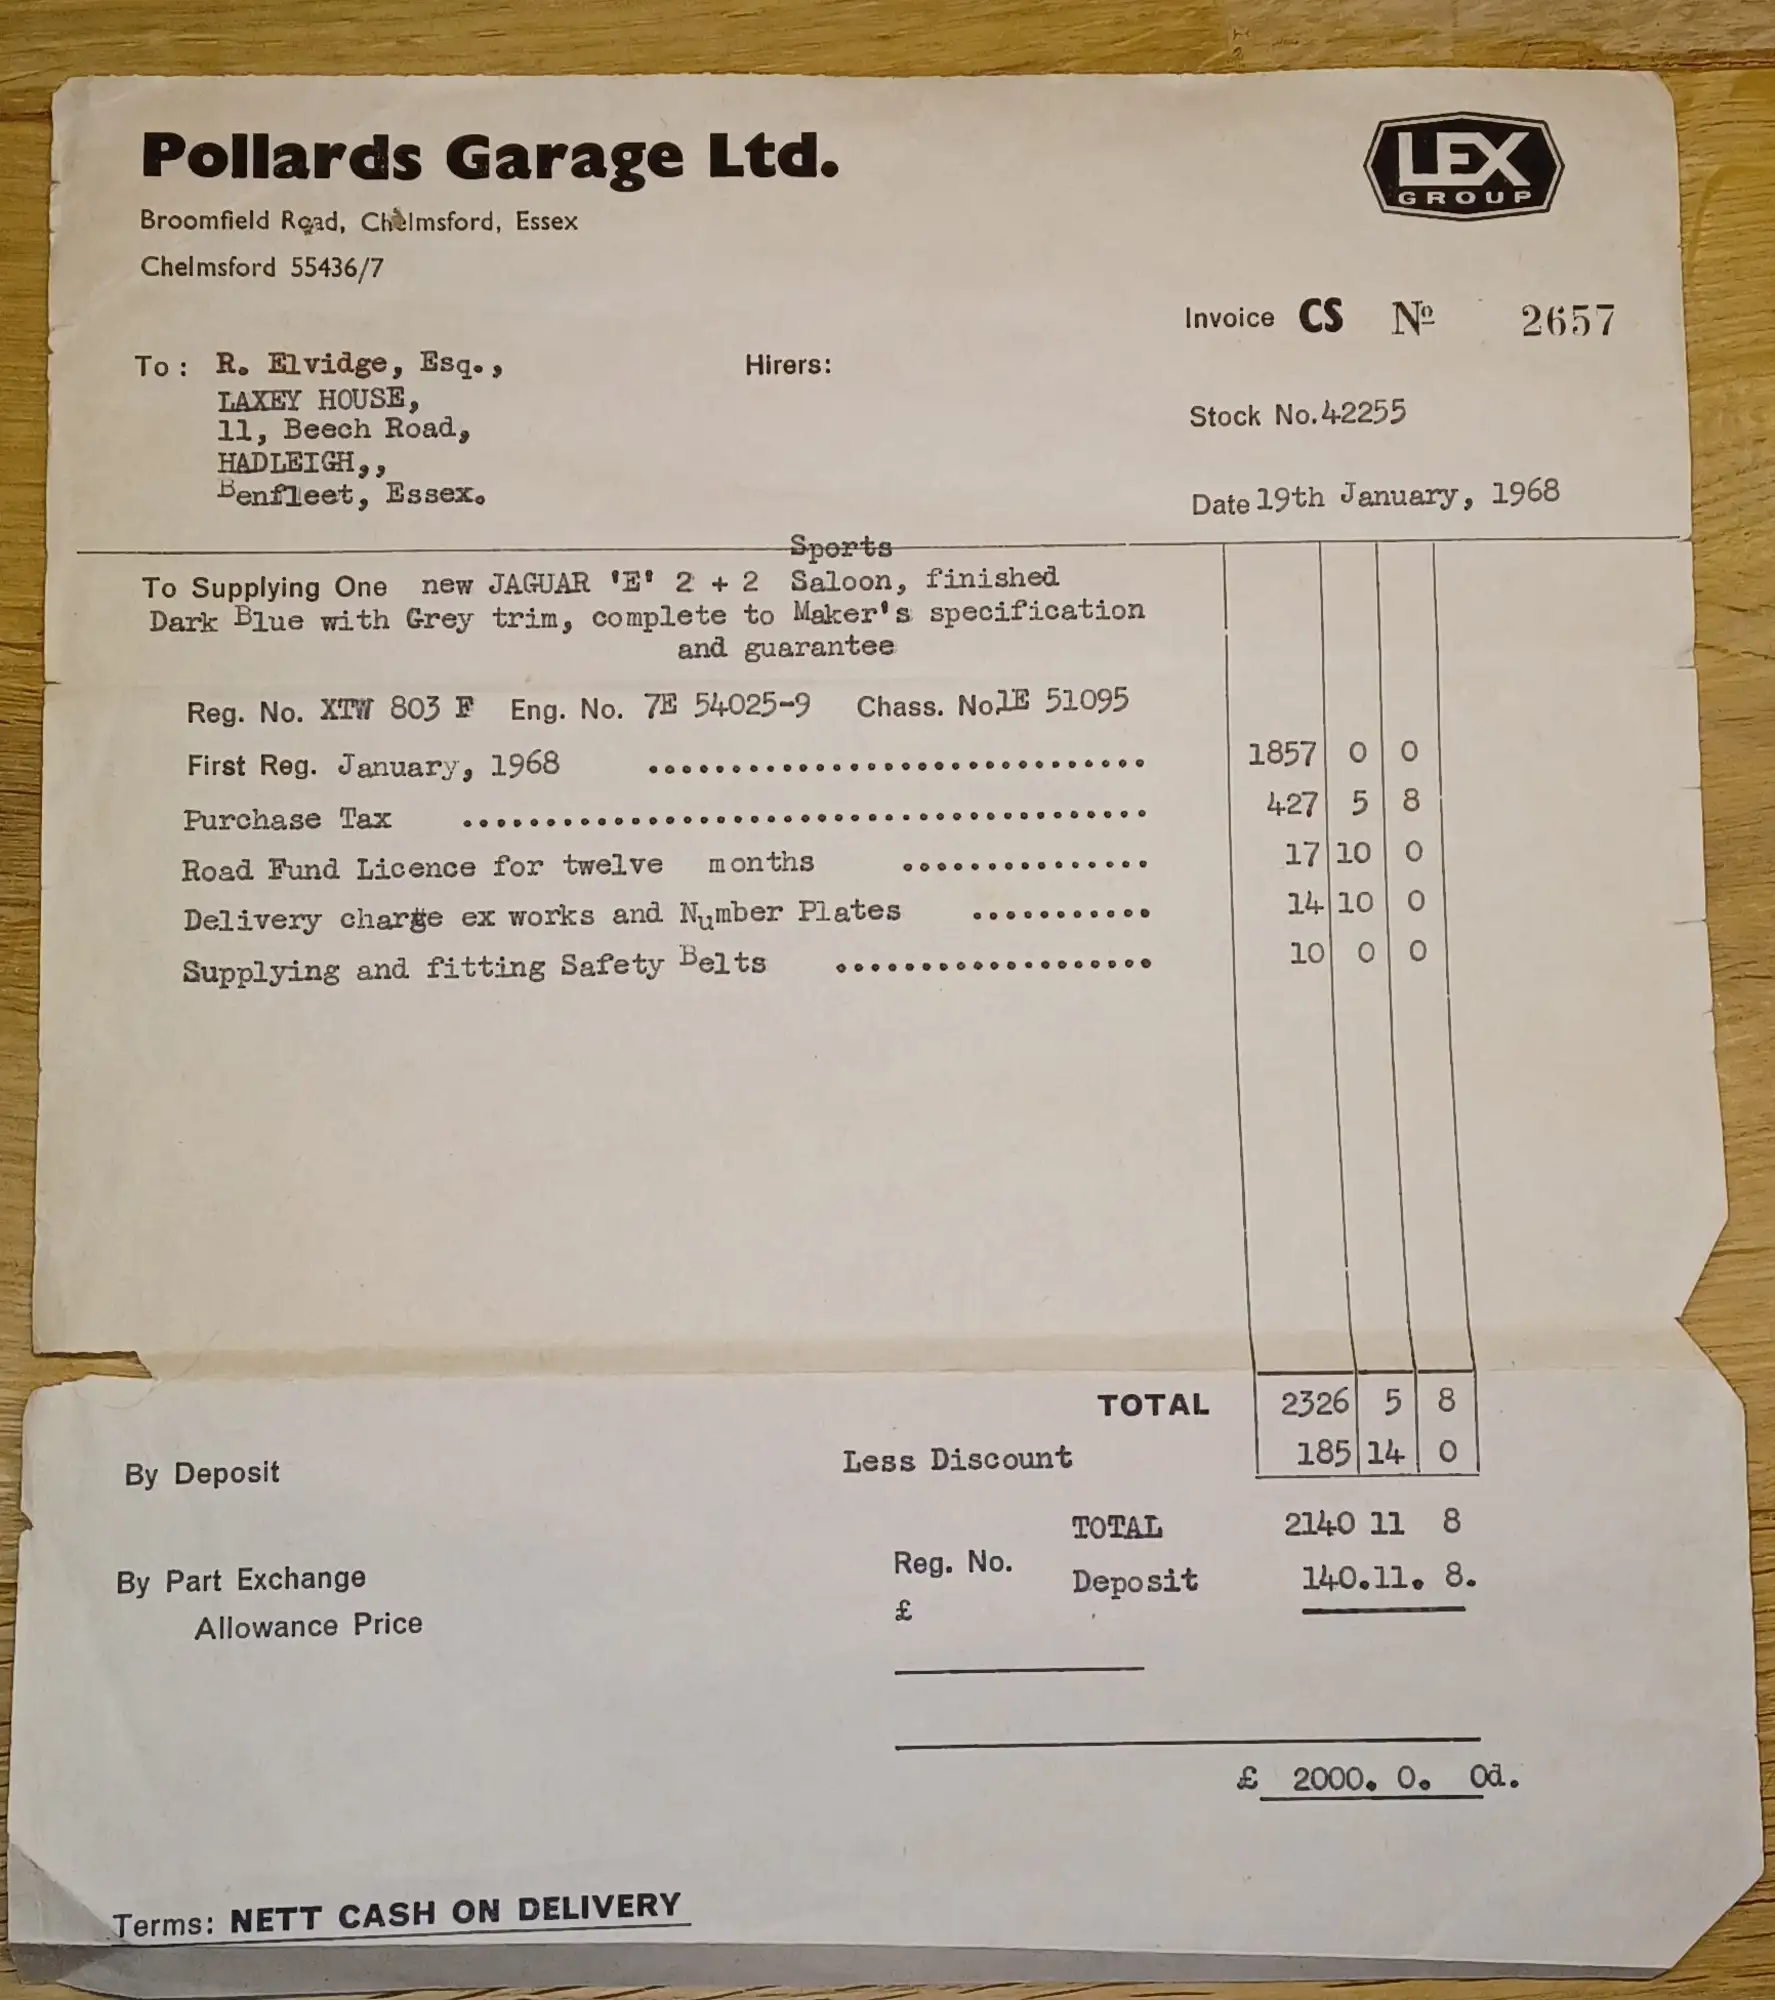 Pollards Garage Ltd.
LEX
GROUP
Broomfield Road, Chelmsford, Essex
Chelmsford 55436/7
Invoice CS No 2657
To : R. Elvidge, Esq., Hirers:
LAXEY HOUSE,
11, Beech Road,
HADLEIGH,,
Benfleet, Essex.
Stock No. 42255
Date 19th January, 1968
Sports
To Supplying One new JAGUAR 'E' 2 + 2 Saloon, finished
Dark Blue with Grey trim, complete to Maker's specification
and guarantee
Reg. No. XTW 803 F Eng. No. 7E 54025-9 Chass. No. 1E 51095
First Reg. January, 1968 .............................. 1857 0 0
Purchase Tax ......................................... 427 5 8
Road Fund Licence for twelve months ............... 17 10 0
Delivery charge ex works and Number Plates ........... 14 10 0
Supplying and fitting Safety Belts ................... 10 0 0
TOTAL 2326 5 8
Less Discount 185 14 0
By Deposit
TOTAL 2140 11 8
Reg. No. Deposit 140.11. 8.
By Part Exchange
£
Allowance Price
£ 2000. 0. 0d.
Terms: NETT CASH ON DELIVERY